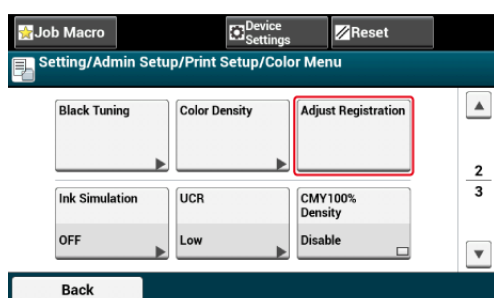 Job Macro
Device
Settings
Reset
Setting/Admin Setup/Print Setup/Color Menu
Black Tuning
Color Density
Adjust Registration
2
3
Ink Simulation
UCR
CMY100%
Density
OFF
Low
Disable
Back